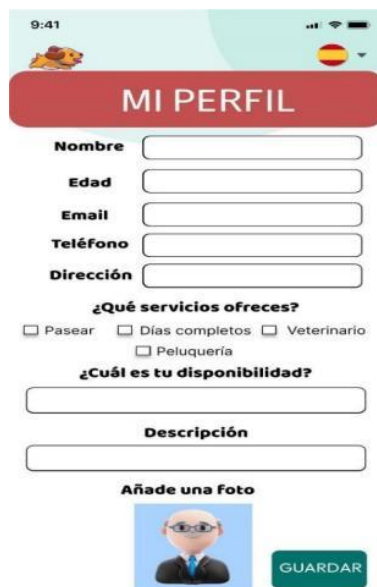 9:41
MI PERFIL
Nombre
Edad
Email
Teléfono
Dirección
¿Qué servicios ofreces?
Pasear Días completos Veterinario
Peluquería
¿Cuál es tu disponibilidad?
Descripción
Añade una foto
GUARDAR